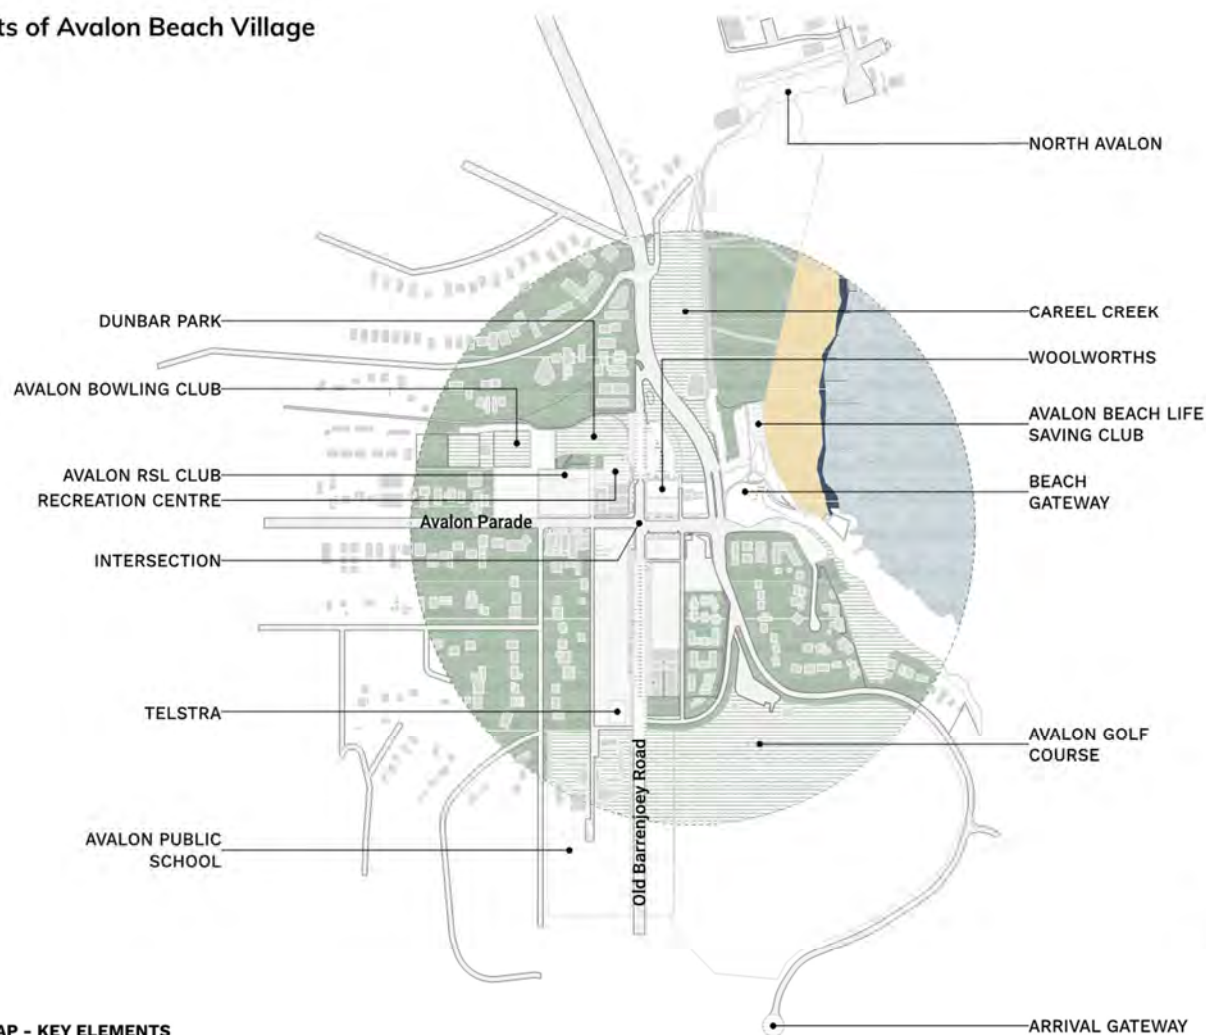 ts of Avalon Beach Village
NORTH AVALON
DUNBAR PARK
CAREEL CREEK
WOOLWORTHS
AVALON BOWLING CLUB
AVALON BEACH LIFE
SAVING CLUB
AVALON RSL CLUB
RECREATION CENTRE
BEACH
GATEWAY
Avalon Parade
INTERSECTION
TELSTRA
AVALON GOLF
COURSE
Old Barrenjoey Road
AVALON PUBLIC
SCHOOL
ARRIVAL GATEWAY
AP – KEY ELEMENTS